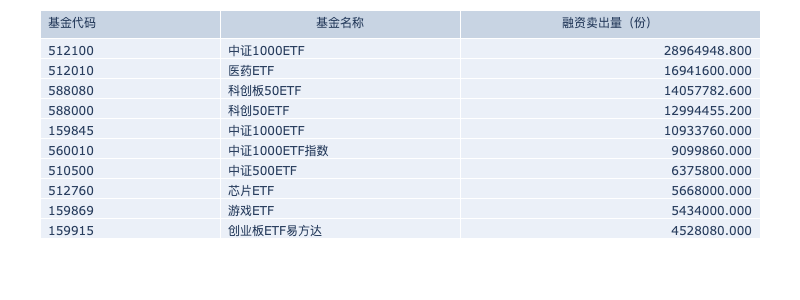 基金代码 基金名称 融资卖出量（份）
512100 中证1000ETF 28964948.800
512010 医药ETF 16941600.000
588080 科创板50ETF 14057782.600
588000 科创50ETF 12994455.200
159845 中证1000ETF 10933760.000
560010 中证1000ETF指数 9099860.000
510500 中证500ETF 6375800.000
512760 芯片ETF 5668000.000
159869 游戏ETF 5434000.000
159915 创业板ETF易方达 4528080.000